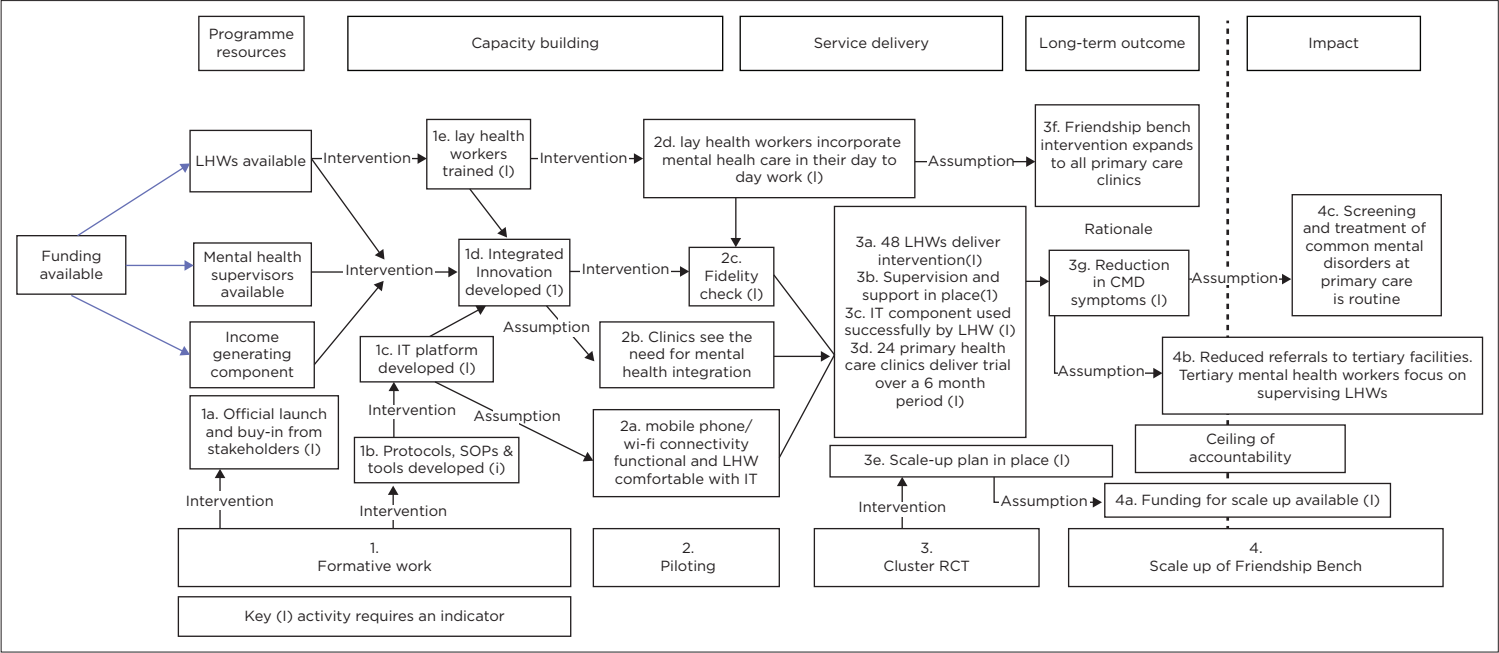 Programme
resources
Capacity building
Service delivery
Long-term outcome
Impact
LHWs available
Intervention
1e. lay health
workers
trained (I)
Intervention
2d. lay health workers incorporate
mental healh care in their day to
day work (I)
Assumption
3f. Friendship bench
intervention expands
to all primary care
clinics
Funding
available
Mental health
supervisors
available
Intervention
1d. Integrated
Innovation
developed (1)
Intervention
2c.
Fidelity
check (I)
3a. 48 LHWs deliver
intervention(I)
3b. Supervision and
support in place(1)
3c. IT component used
successfully by LHW (I)
3d. 24 primary health
care clinics deliver trial
over a 6 month
period (I)
Rationale
3g. Reduction
in CMD
symptoms (I)
Assumption
4c. Screening
and treatment of
common mental
disorders at
primary care
is routine
Income
generating
component
1c. IT platform
developed (I)
Assumption
2b. Clinics see the
need for mental
health integration
Assumption
4b. Reduced referrals to tertiary facilities.
Tertiary mental health workers focus on
supervising LHWs
1a. Official launch
and buy-in from
stakeholders (I)
Intervention
Assumption
1b. Protocols, SOPs &
tools developed (i)
2a. mobile phone/
wi-fi connectivity
functional and LHW
comfortable with IT
3e. Scale-up plan in place (I)
Ceiling of
accountability
Intervention
Intervention
Intervention
Assumption
4a. Funding for scale up available (I)
1.
Formative work
2.
Piloting
3.
Cluster RCT
4.
Scale up of Friendship Bench
Key (I) activity requires an indicator